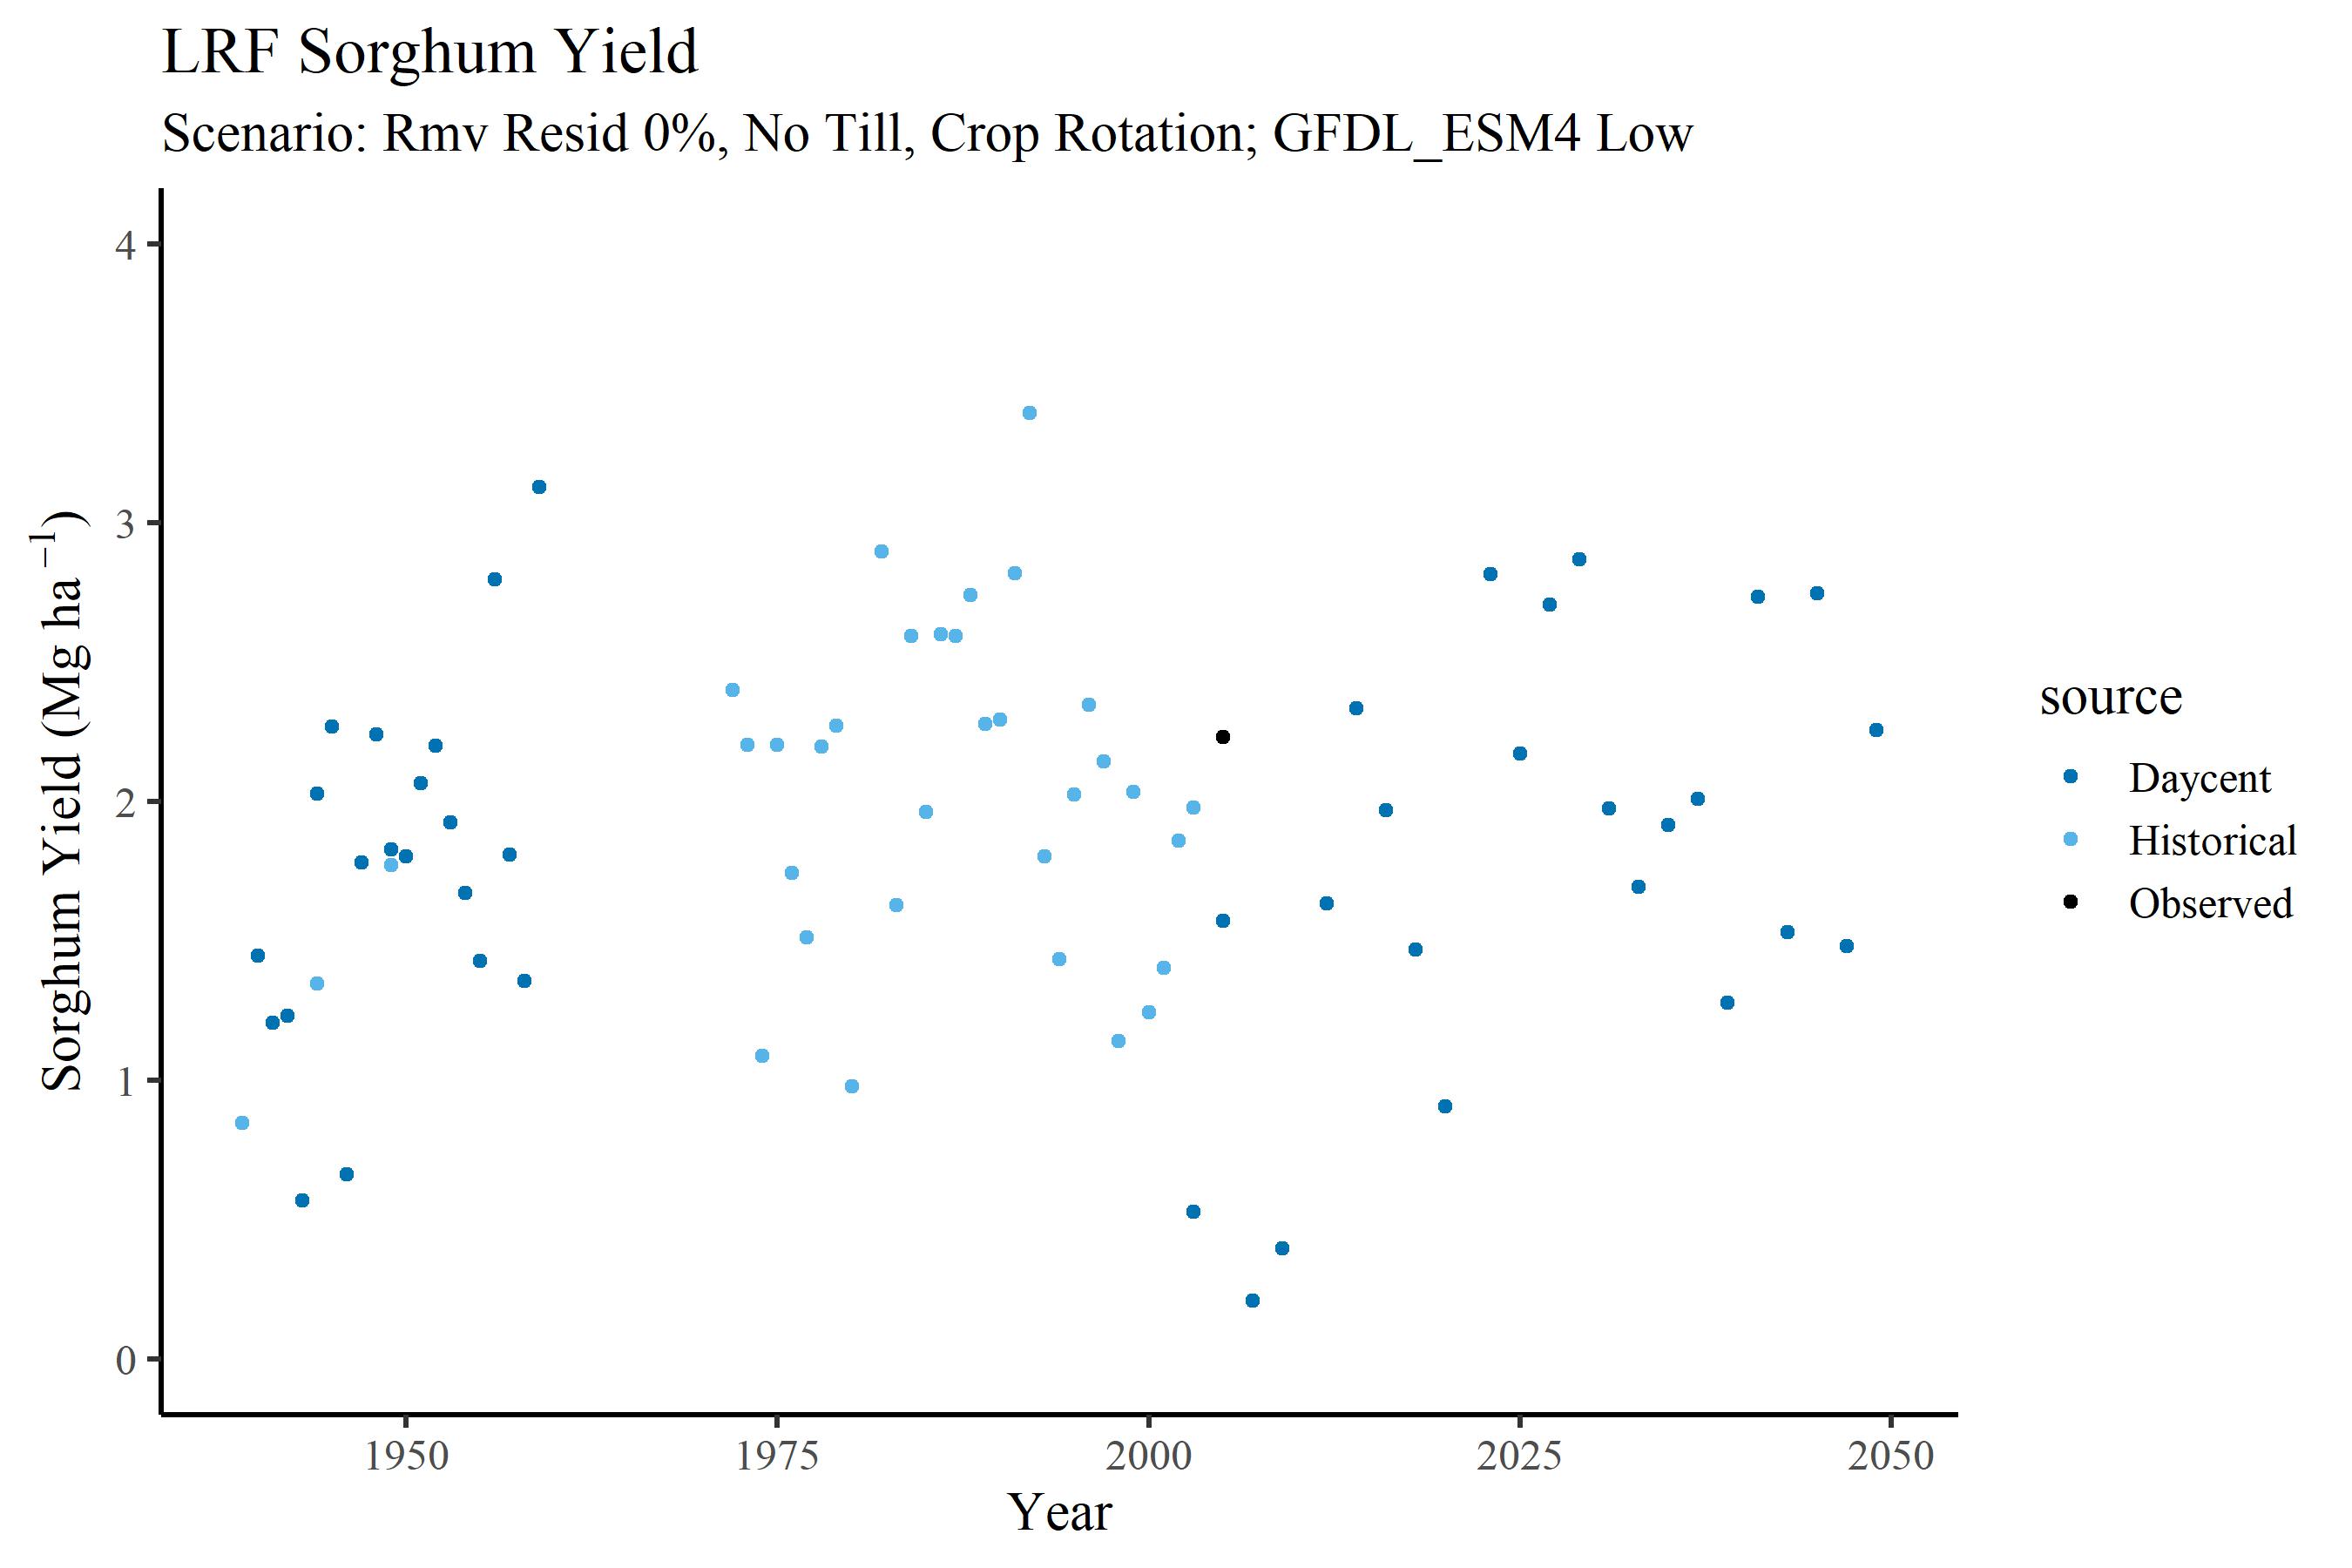 LRF Sorghum Yield
Scenario: Rmv Resid 0%, No Till, Crop Rotation; GFDL_ESM4 Low
Sorghum Yield (Mg ha⁻¹)
4
3
2
1
0
1950 1975 2000 2025 2050
Year
source
Daycent
Historical
Observed